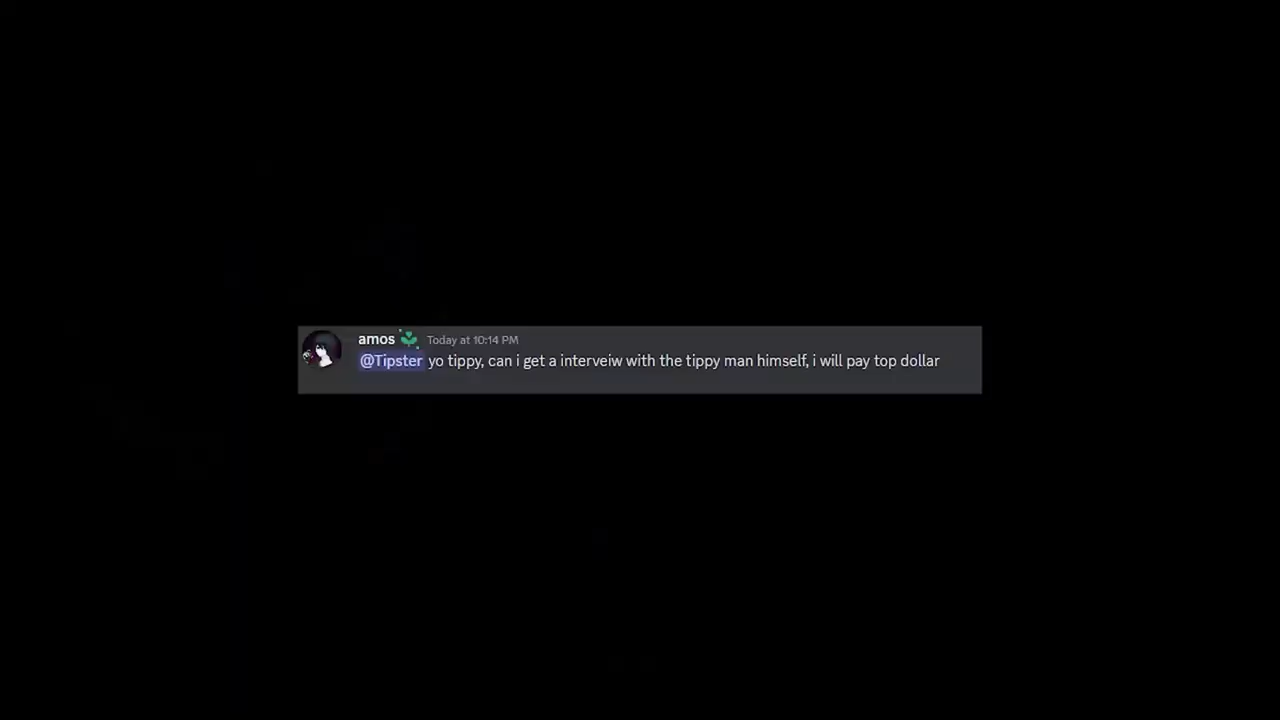 amos Today at 10:14 PM
@Tipster yo tippy, can i get a interveiw with the tippy man himself, i will pay top dollar